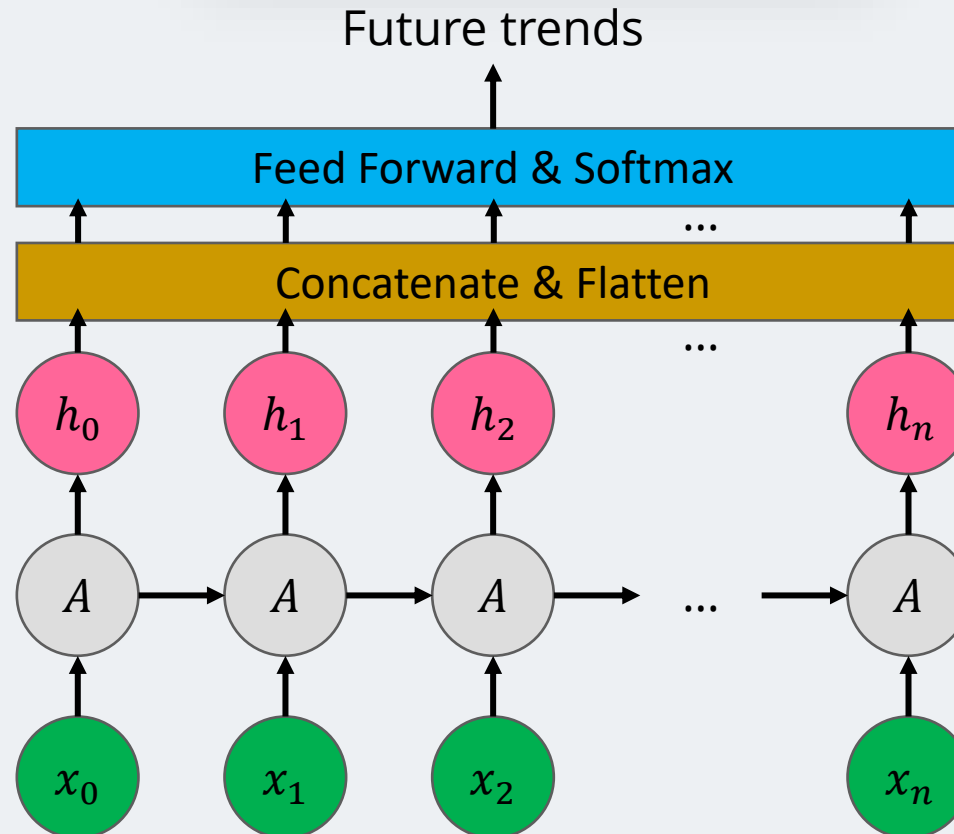 Future trends
Feed Forward & Softmax
...
Concatenate & Flatten
...
h₀ h₁ h₂ hₙ
A A A ... A
x₀ x₁ x₂ xₙ